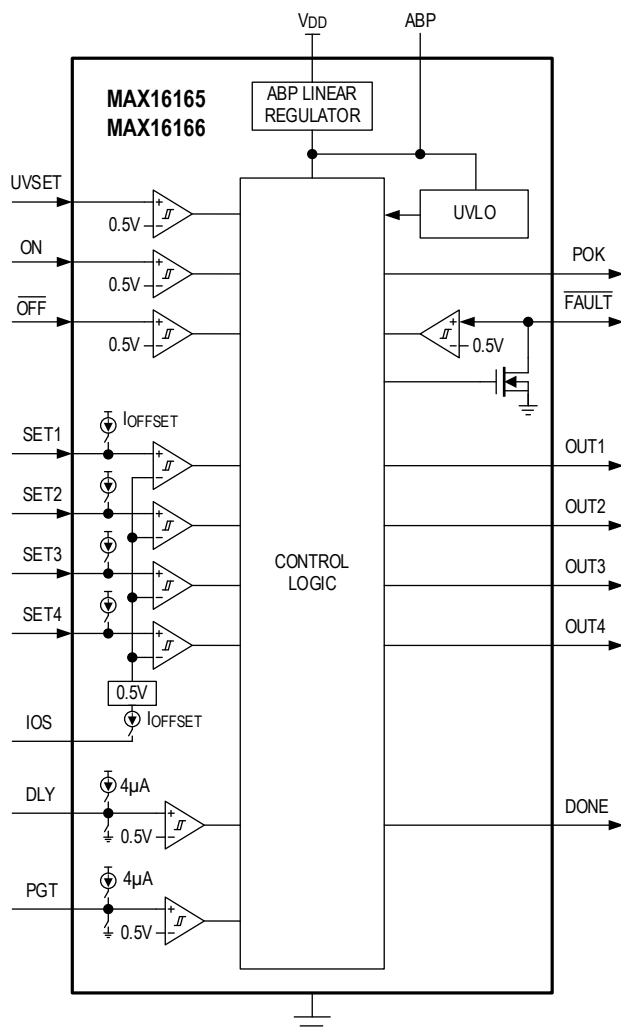 VDD
ABP
MAX16165
MAX16166
ABP LINEAR
REGULATOR
UVSET
+
0.5V
−
UVLO
ON
+
0.5V
−
POK
OFF
+
0.5V
−
FAULT
+
−
0.5V
IOFFSET
SET1
+
−
OUT1
SET2
+
−
OUT2
SET3
+
−
OUT3
CONTROL
LOGIC
SET4
+
−
OUT4
0.5V
IOFFSET
IOS
4µA
DLY
+
0.5V
−
DONE
4µA
PGT
+
0.5V
−